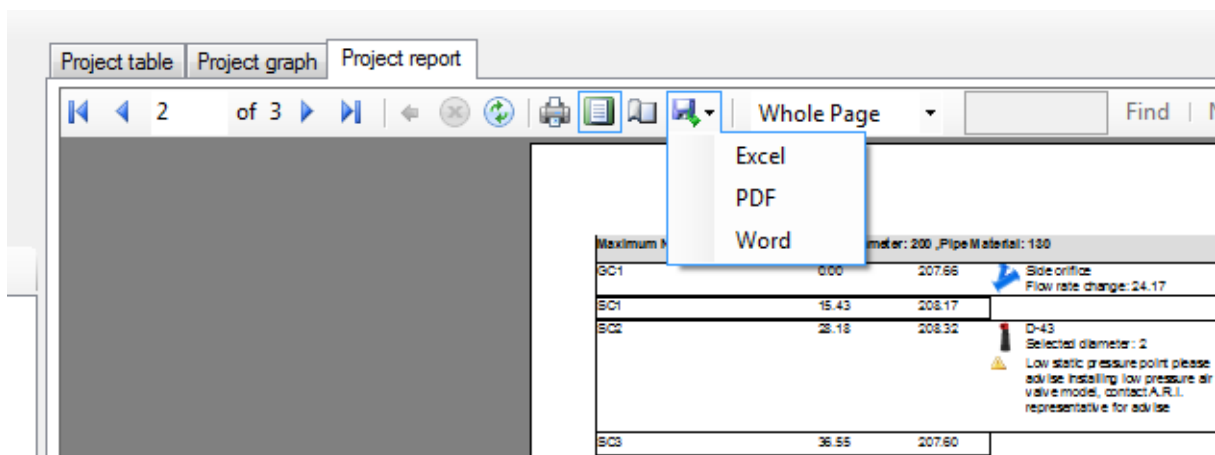 Project table Project graph Project report
2 of 3 Whole Page Find
Excel
PDF
Word
Maximum meter: 200 ,Pipe Material: 130
GC1 0.00 207.66 Side orifice
Flow rate change: 24.17
SC1 15.43 208.17
SC2 28.18 208.32 D-43
Selected diameter: 2
Low static pressure point please
advise installing low pressure air
valve model, contact A.R.I.
representative for advise
SC3 36.55 207.60